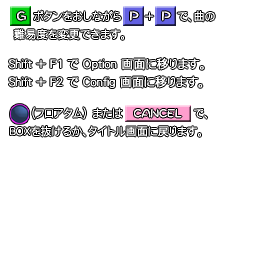 G ボタンをおしながら P + P で、曲の
難易度を変更できます。
Shift + F1 で Option 画面に移ります。
Shift + F2 で Config 画面に移ります。
(フロアタム) または CANCEL で、
BOXを抜けるか、タイトル画面に戻ります。